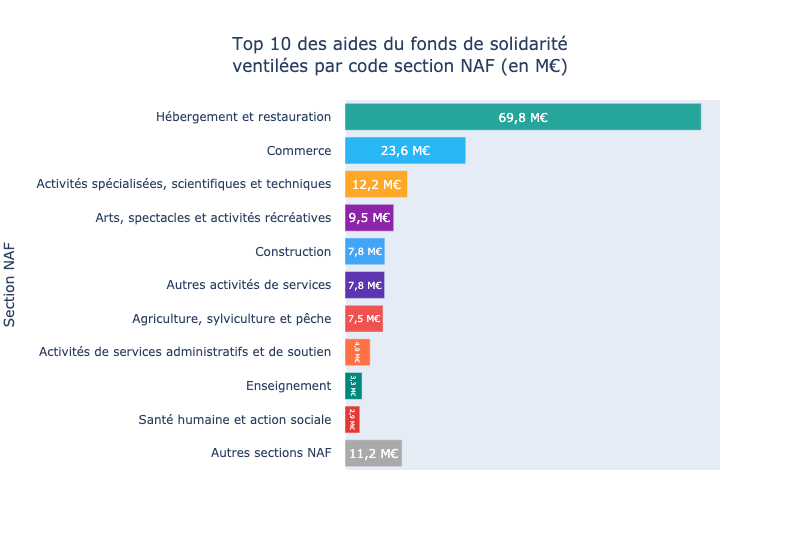 Top 10 des aides du fonds de solidarité
ventilées par code section NAF (en M€)
Section NAF
Hébergement et restauration
69,8 M€
Commerce
23,6 M€
Activités spécialisées, scientifiques et techniques
12,2 M€
Arts, spectacles et activités récréatives
9,5 M€
Construction
7,8 M€
Autres activités de services
7,8 M€
Agriculture, sylviculture et pêche
7,5 M€
Activités de services administratifs et de soutien
4,9 M€
Enseignement
3,3 M€
Santé humaine et action sociale
2,9 M€
Autres sections NAF
11,2 M€